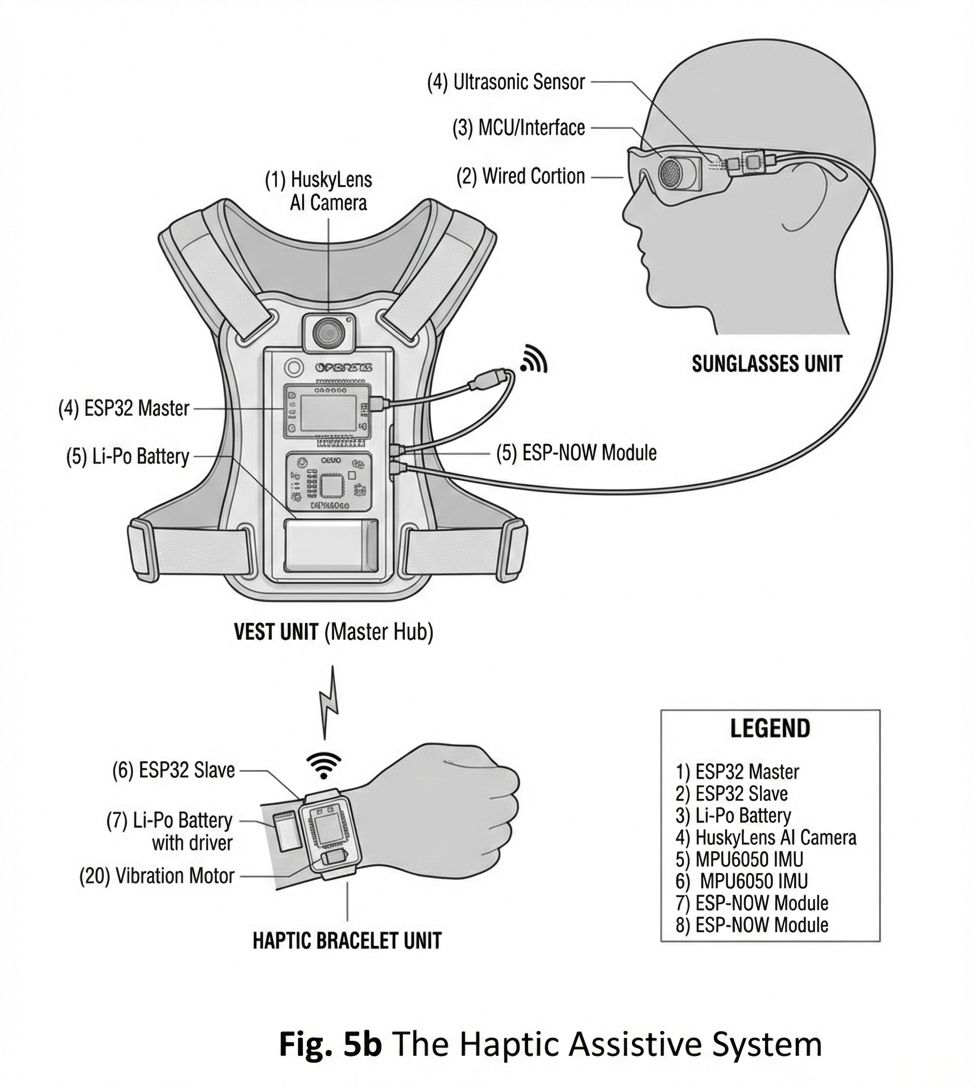 (4) Ultrasonic Sensor
(3) MCU/Interface
(2) Wired Cortion
(1) HuskyLens
AI Camera
SUNGLASSES UNIT
(4) ESP32 Master
(5) Li-Po Battery
(5) ESP-NOW Module
VEST UNIT (Master Hub)
(6) ESP32 Slave
(7) Li-Po Battery
with driver
(20) Vibration Motor
HAPTIC BRACELET UNIT
LEGEND
1) ESP32 Master
2) ESP32 Slave
3) Li-Po Battery
4) HuskyLens AI Camera
5) MPU6050 IMU
6) MPU6050 IMU
7) ESP-NOW Module
8) ESP-NOW Module
Fig. 5b The Haptic Assistive System